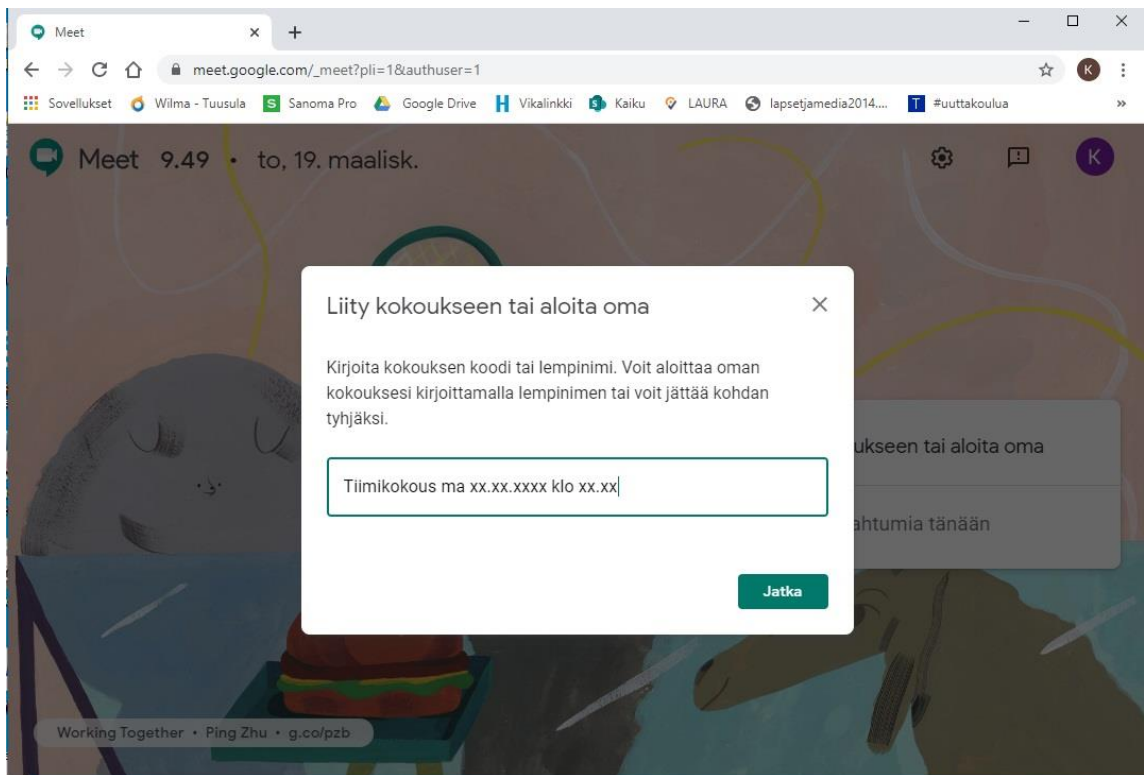 Meet
meet.google.com/_meet?pli=1&authuser=1
K
Sovellukset Wilma - Tuusula S Sanoma Pro Google Drive H Vikalinkki Kaiku LAURA lapsetjamedia2014.... T #uuttakoulua »
Meet 9.49 • to, 19. maalisk.
K
Liity kokoukseen tai aloita oma
Kirjoita kokouksen koodi tai lempinimi. Voit aloittaa oman
kokouksesi kirjoittamalla lempinimen tai voit jättää kohdan
tyhjäksi.
ukseen tai aloita oma
Tiimikokous ma xx.xx.xxxx klo xx.xx
ahtumia tänään
Jatka
Working Together • Ping Zhu • g.co/pzb